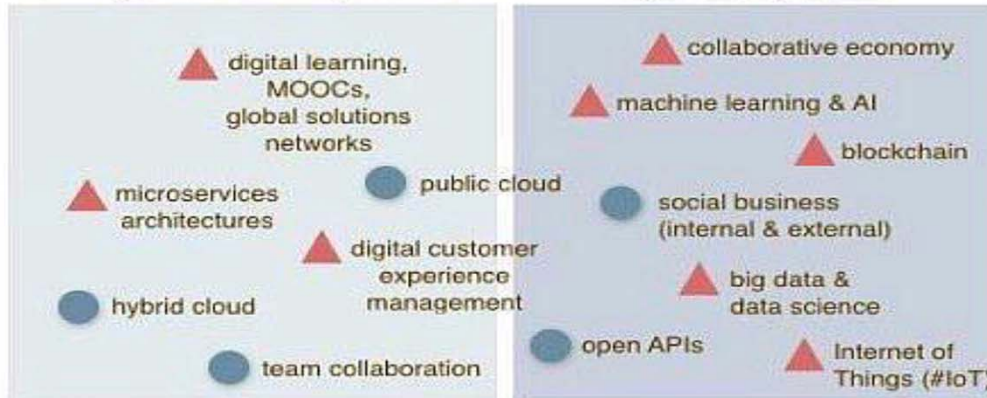 digital learning,
MOOCs,
global solutions
networks
public cloud
microservices
architectures
digital customer
experience
management
hybrid cloud
team collaboration
collaborative economy
machine learning & AI
blockchain
social business
(internal & external)
big data &
data science
open APIs
Internet of
Things (#IoT)